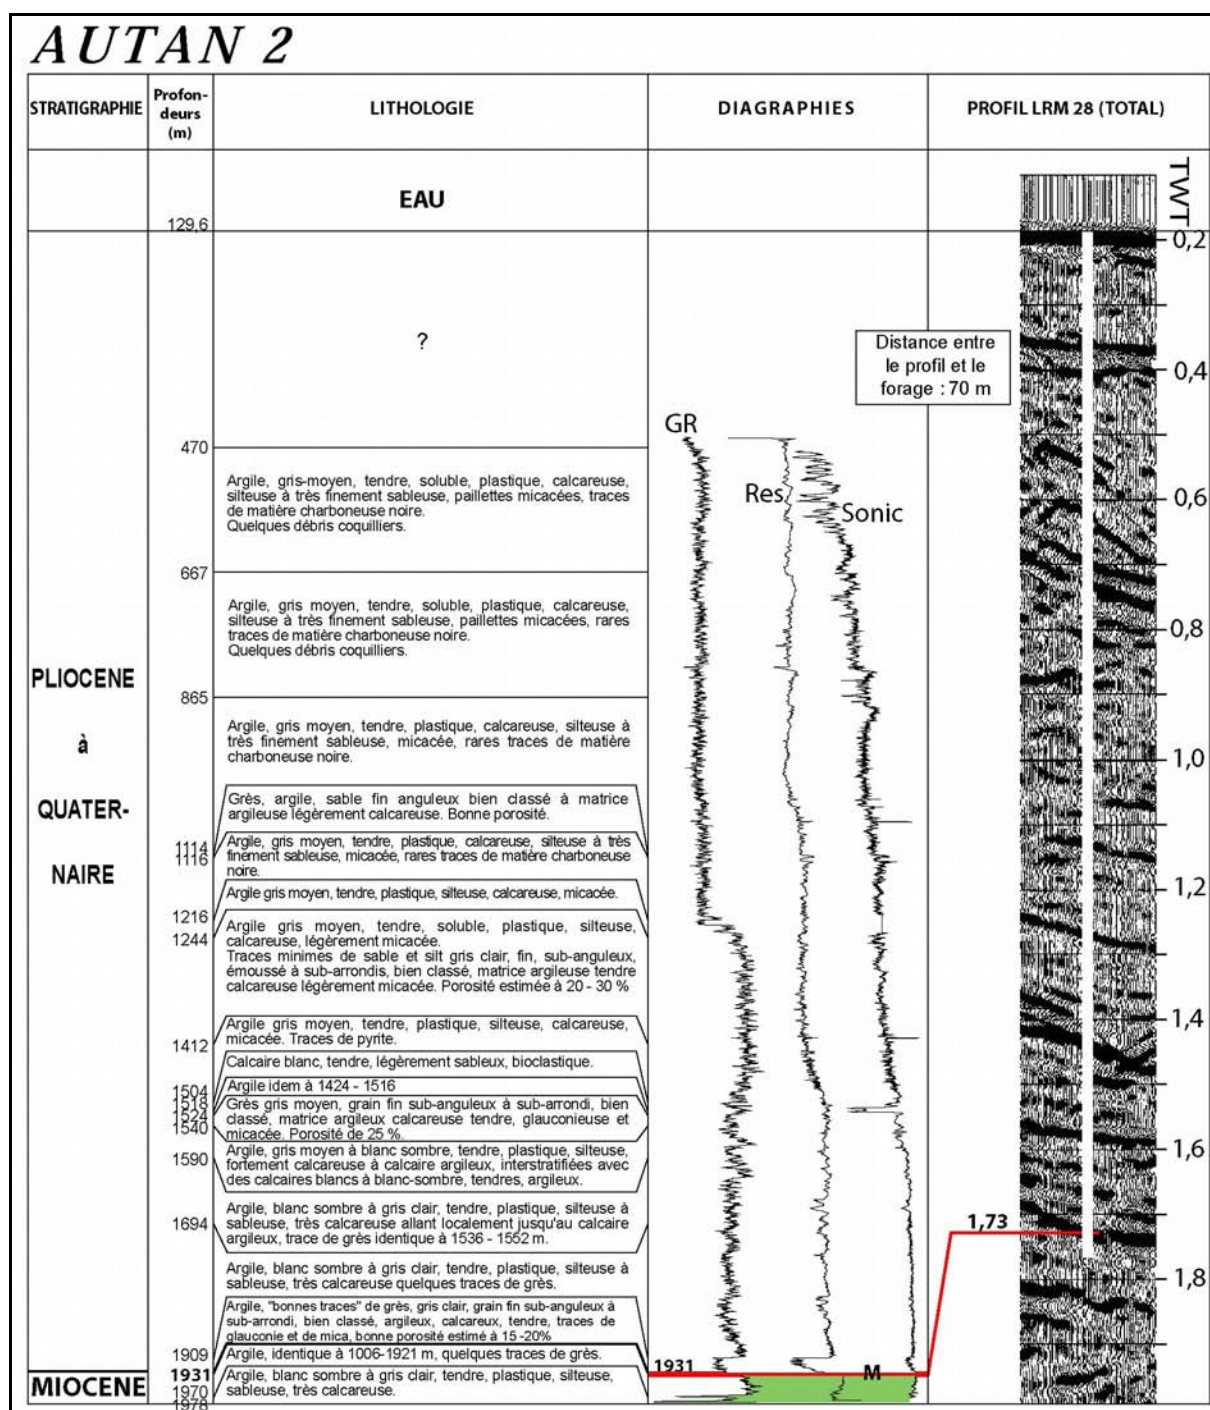 AUTAN 2
STRATIGRAPHIE
Profon-
deurs
(m)
LITHOLOGIE
DIAGRAPHIES
PROFIL LRM 28 (TOTAL)
EAU
129,6
TWT
0,2
?
Distance entre
le profil et le
forage : 70 m
0,4
GR
470
Argile, gris-moyen, tendre, soluble, plastique, calcareuse,
silteuse à très finement sableuse, paillettes micacées, traces
de matière charboneuse noire.
Quelques débris coquilliers.
Res
Sonic
0,6
667
Argile, gris moyen, tendre, soluble, plastique, calcareuse,
silteuse à très finement sableuse, paillettes micacées, rares
traces de matière charboneuse noire.
Quelques débris coquilliers.
0,8
PLIOCENE
à
QUATER-
NAIRE
865
Argile, gris moyen, tendre, plastique, calcareuse, silteuse à
très finement sableuse, micacée, rares traces de matière
charboneuse noire.
1,0
Grès, argile, sable fin anguleux bien classé à matrice
argileuse légèrement calcareuse. Bonne porosité.
1114
1116
Argile, gris moyen, tendre, plastique, calcareuse, silteuse à très
finement sableuse, micacée, rares traces de matière charboneuse
noire.
Argile gris moyen, tendre, plastique, silteuse, calcareuse, micacée.
1,2
1216
1244
Argile gris moyen, tendre, soluble, plastique, silteuse,
calcareuse, légèrement micacée.
Traces minimes de sable et silt gris clair, fin, sub-anguleux,
émoussé à sub-arrondis, bien classé, matrice argileuse tendre
calcareuse légèrement micacée. Porosité estimée à 20 - 30 %
1,4
Argile gris moyen, tendre, plastique, silteuse, calcareuse,
micacée. Traces de pyrite.
1412
Calcaire blanc, tendre, légèrement sableux, bioclastique.
1504
Argile idem à 1424 - 1516
1518
1524
1540
Grès gris moyen, grain fin sub-anguleux à sub-arrondi, bien
classé, matrice argileux calcareuse tendre, glauconieuse et
micacée. Porosité de 25 %.
1,6
1590
Argile, gris moyen à blanc sombre, tendre, plastique, silteuse,
fortement calcareuse à calcaire argileux, interstratifiées avec
des calcaires blancs à blanc-sombre, tendres, argileux.
1694
Argile, blanc sombre à gris clair, tendre, plastique, silteuse à
sableuse, très calcareuse allant localement jusqu'au calcaire
argileux, trace de grès identique à 1536 - 1552 m.
1,73
Argile, blanc sombre à gris clair, tendre, plastique, silteuse à
sableuse, très calcareuse quelques traces de grès.
1,8
Argile, "bonnes traces" de grès, gris clair, grain fin sub-anguleux à
sub-arrondi, bien classé, argileux, calcareux, tendre, traces de
glauconie et de mica, bonne porosité estimé à 15 -20%
1909
Argile, identique à 1006-1921 m, quelques traces de grès.
1931
1931
M
MIOCENE
1970
1978
Argile, blanc sombre à gris clair, tendre, plastique, silteuse,
sableuse, très calcareuse.